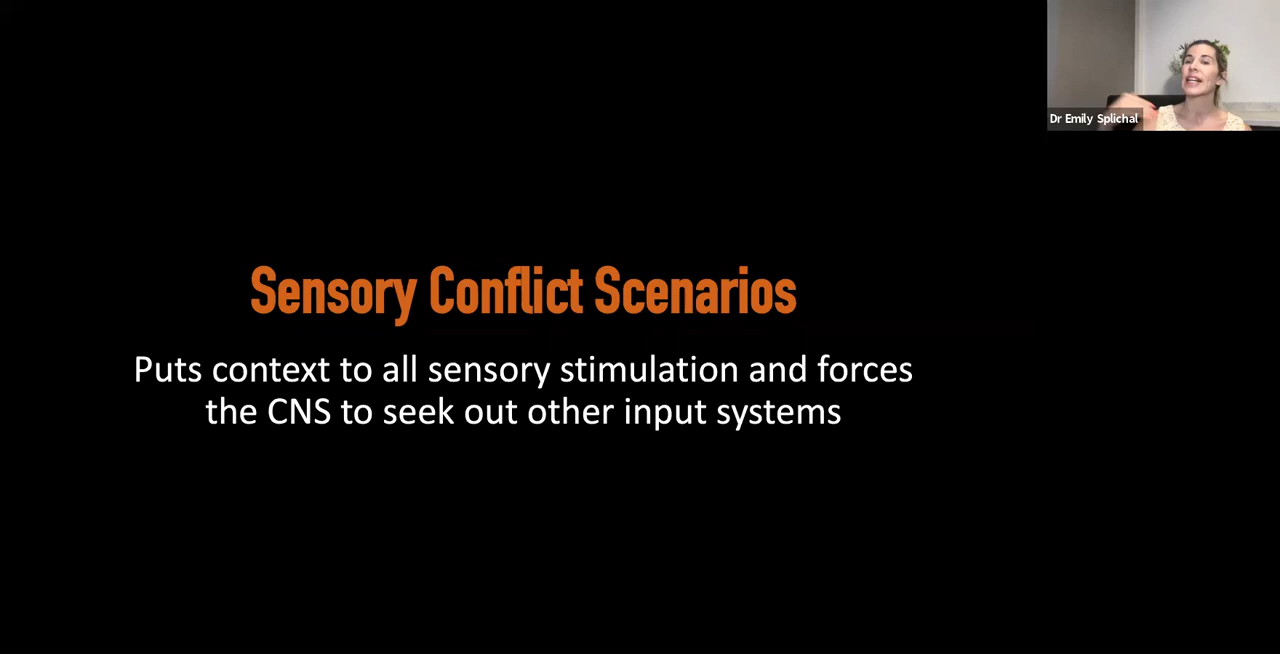 Dr Emily Splichal
Sensory Conflict Scenarios
Puts context to all sensory stimulation and forces
the CNS to seek out other input systems